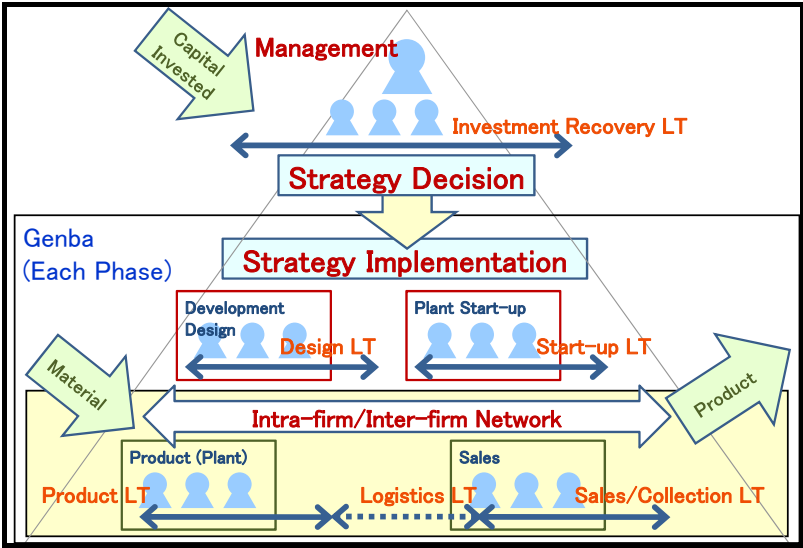 Capital
Invested
Management
Investment Recovery LT
Strategy Decision
Genba
(Each Phase)
Strategy Implementation
Development
Design
Design LT
Plant Start-up
Start-up LT
Material
Product
Intra-firm/Inter-firm Network
Product (Plant)
Product LT
Logistics LT
Sales
Sales/Collection LT